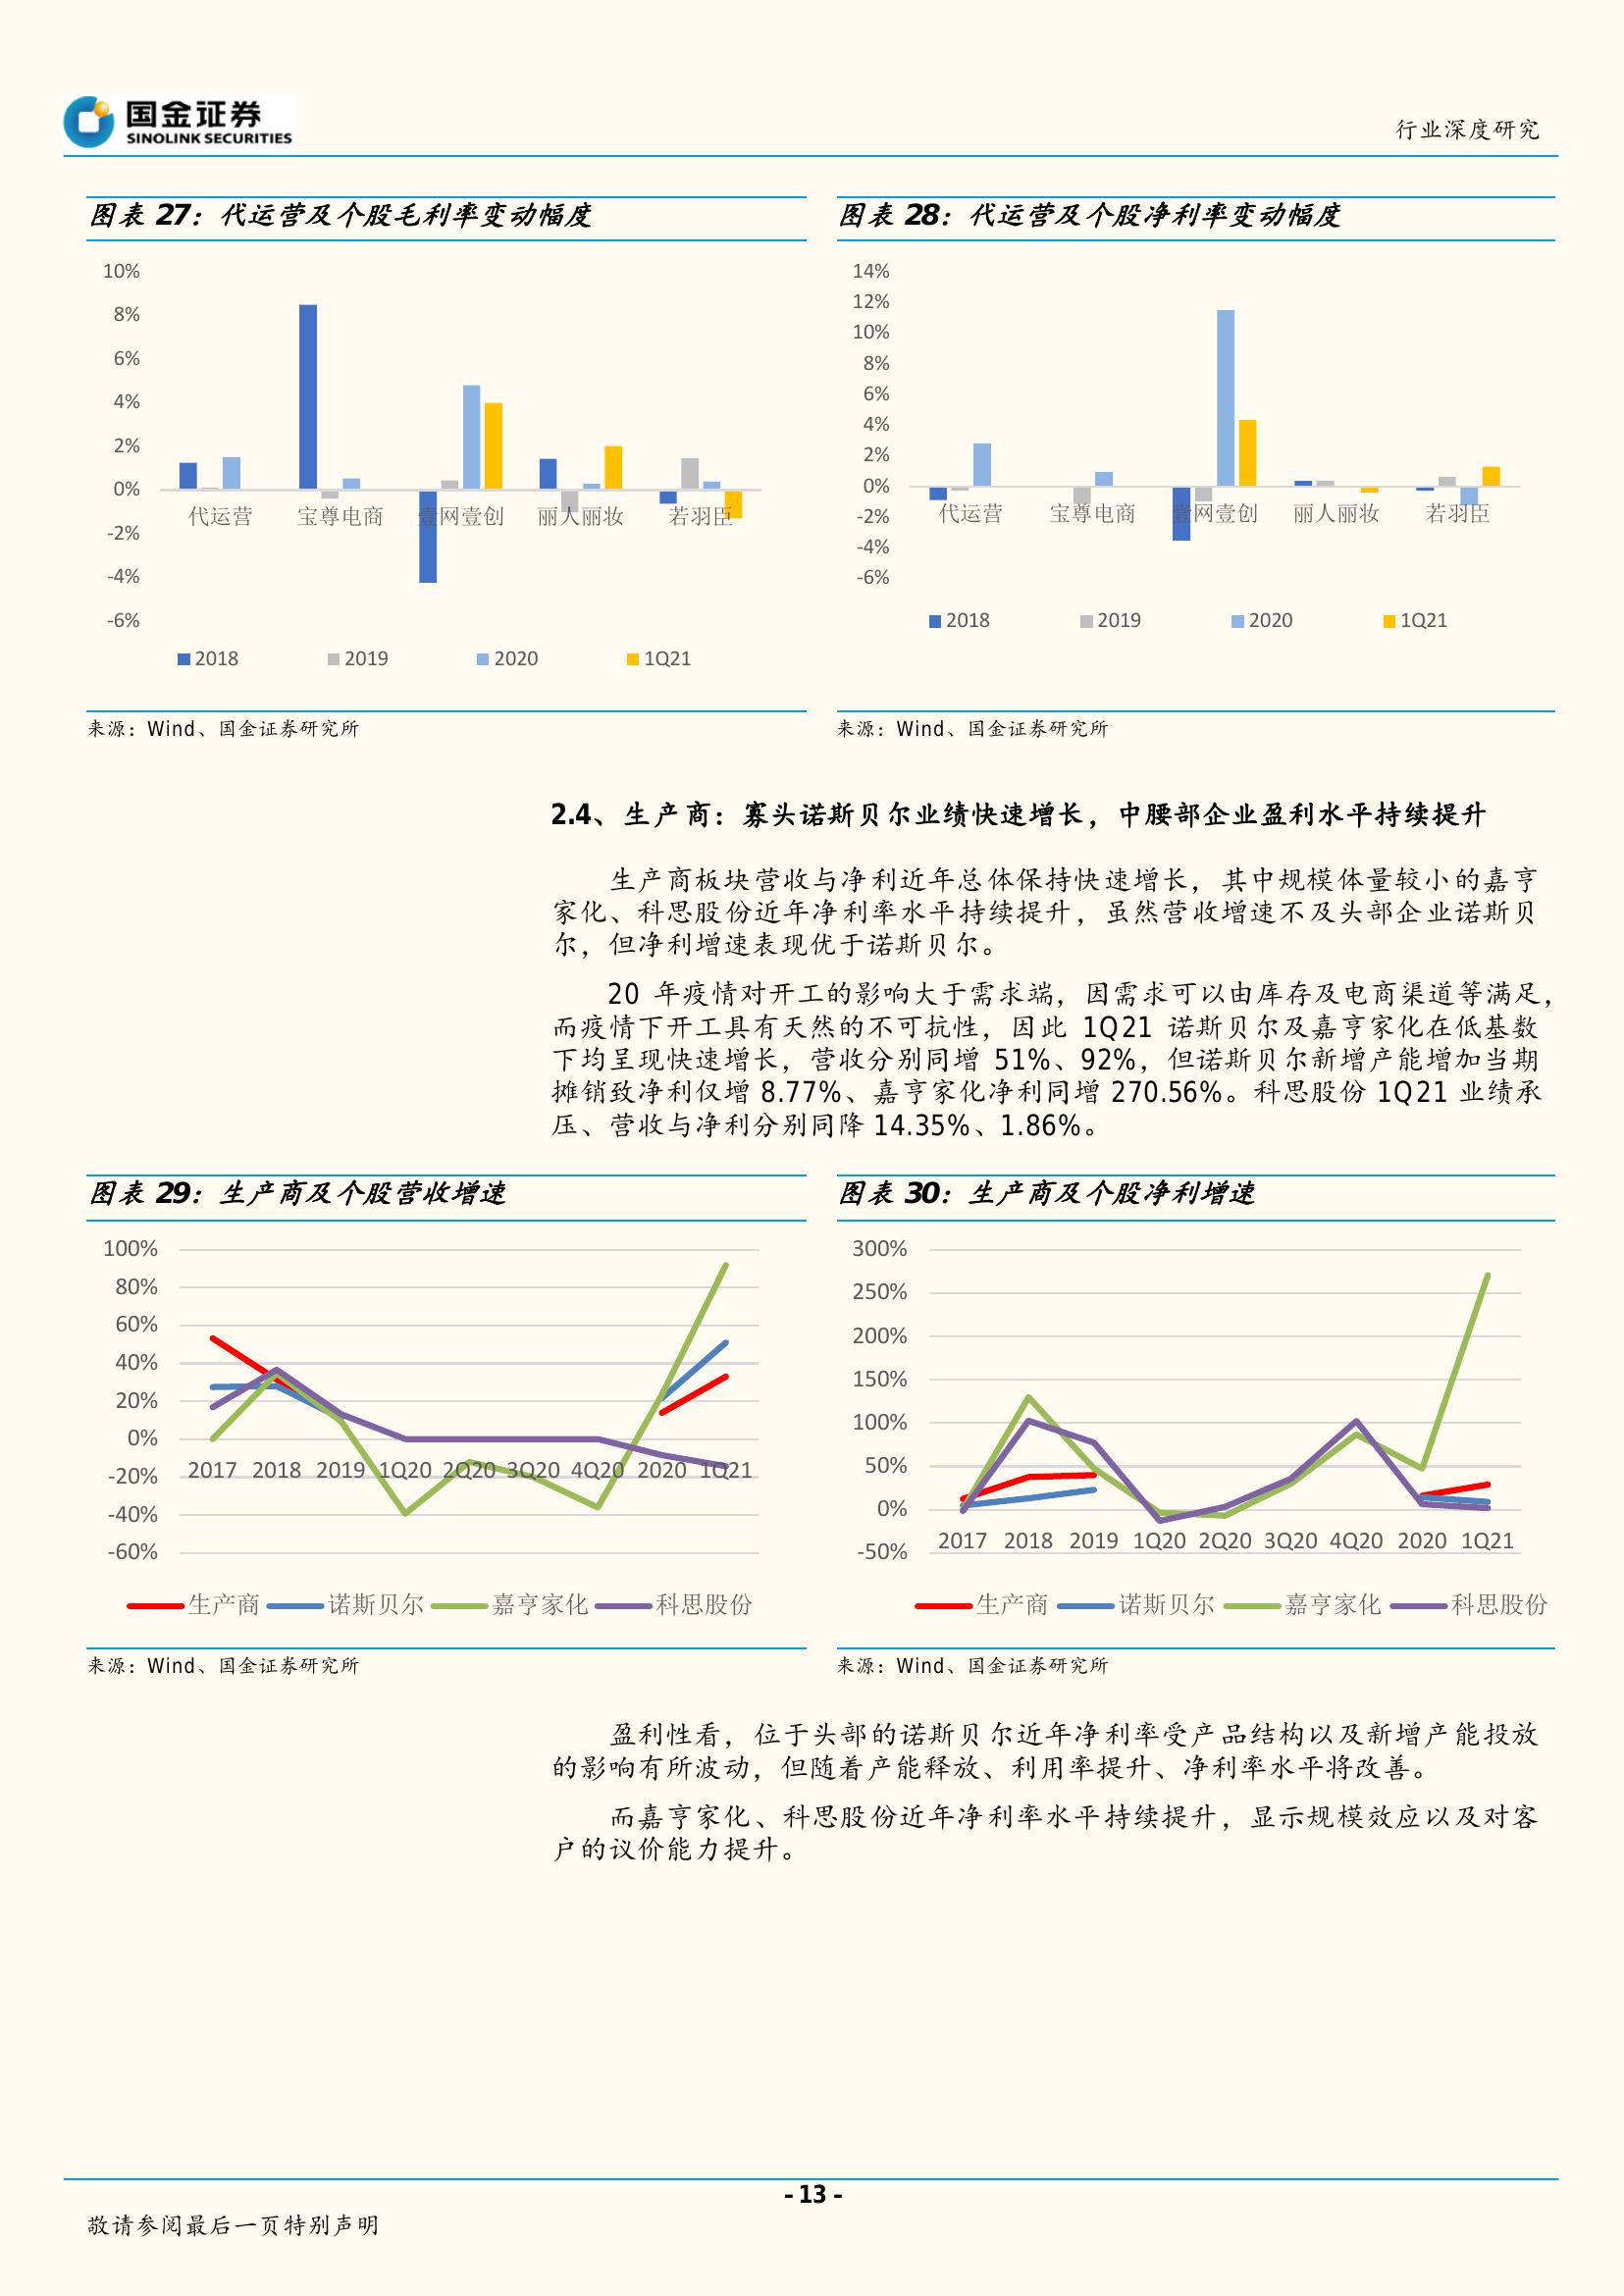 国金证券
SINOLINK SECURITIES
行业深度研究
图表 27：代运营及个股毛利率变动幅度
10%
8%
6%
4%
2%
0%
-2%
-4%
-6%
代运营 宝尊电商 壹网壹创 丽人丽妆 若羽臣
2018 2019 2020 1Q21
来源：Wind、国金证券研究所
图表 28：代运营及个股净利率变动幅度
14%
12%
10%
8%
6%
4%
2%
0%
-2%
-4%
-6%
代运营 宝尊电商 壹网壹创 丽人丽妆 若羽臣
2018 2019 2020 1Q21
来源：Wind、国金证券研究所
2.4、生产商：寡头诺斯贝尔业绩快速增长，中腰部企业盈利水平持续提升
生产商板块营收与净利近年总体保持快速增长，其中规模体量较小的嘉亨
家化、科思股份近年净利率水平持续提升，虽然营收增速不及头部企业诺斯贝
尔，但净利增速表现优于诺斯贝尔。
20 年疫情对开工的影响大于需求端，因需求可以由库存及电商渠道等满足，
而疫情下开工具有天然的不可抗性，因此 1Q21 诺斯贝尔及嘉亨家化在低基数
下均呈现快速增长，营收分别同增 51%、92%，但诺斯贝尔新增产能增加当期
摊销致净利仅增 8.77%、嘉亨家化净利同增 270.56%。科思股份 1Q21 业绩承
压、营收与净利分别同降 14.35%、1.86%。
图表 29：生产商及个股营收增速
100%
80%
60%
40%
20%
0%
-20%
-40%
-60%
2017 2018 2019 1Q20 2Q20 3Q20 4Q20 2020 1Q21
生产商 诺斯贝尔 嘉亨家化 科思股份
来源：Wind、国金证券研究所
图表 30：生产商及个股净利增速
300%
250%
200%
150%
100%
50%
0%
-50%
2017 2018 2019 1Q20 2Q20 3Q20 4Q20 2020 1Q21
生产商 诺斯贝尔 嘉亨家化 科思股份
来源：Wind、国金证券研究所
盈利性看，位于头部的诺斯贝尔近年净利率受产品结构以及新增产能投放
的影响有所波动，但随着产能释放、利用率提升、净利率水平将改善。
而嘉亨家化、科思股份近年净利率水平持续提升，显示规模效应以及对客
户的议价能力提升。
- 13 -
敬请参阅最后一页特别声明